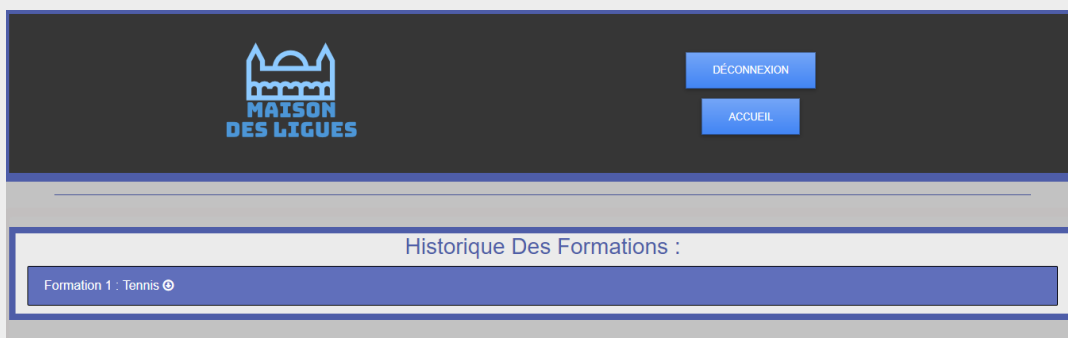 MAISON
DES LIGUES
DÉCONNEXION
ACCUEIL
Historique Des Formations :
Formation 1 : Tennis